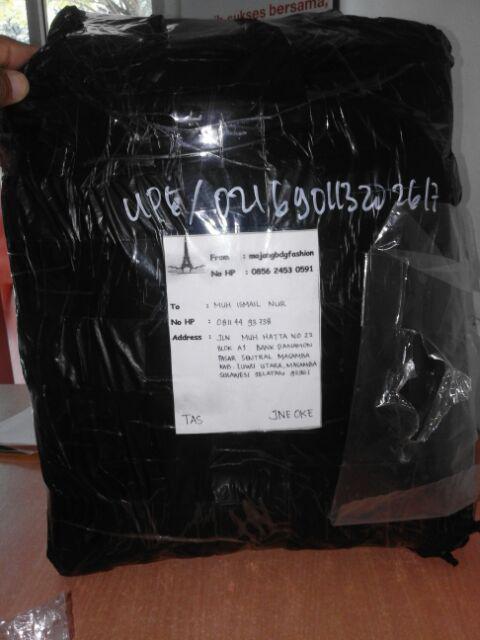 sukses bersama,
UPG / 021690113202617
From : mojangbdgfashion
No HP : 0856 2453 0591
To : MUH ISMAIL NUR
No HP : 0811 44 93 738
Address : JLN MUH HATTA NO 22
BLOK A1 BANK DANAMON
PASAR SENTRAL MASAMBA
KAB. LUWU UTARA, MASAMBA
SULAWESI SELATAN
TAS JNE OKE